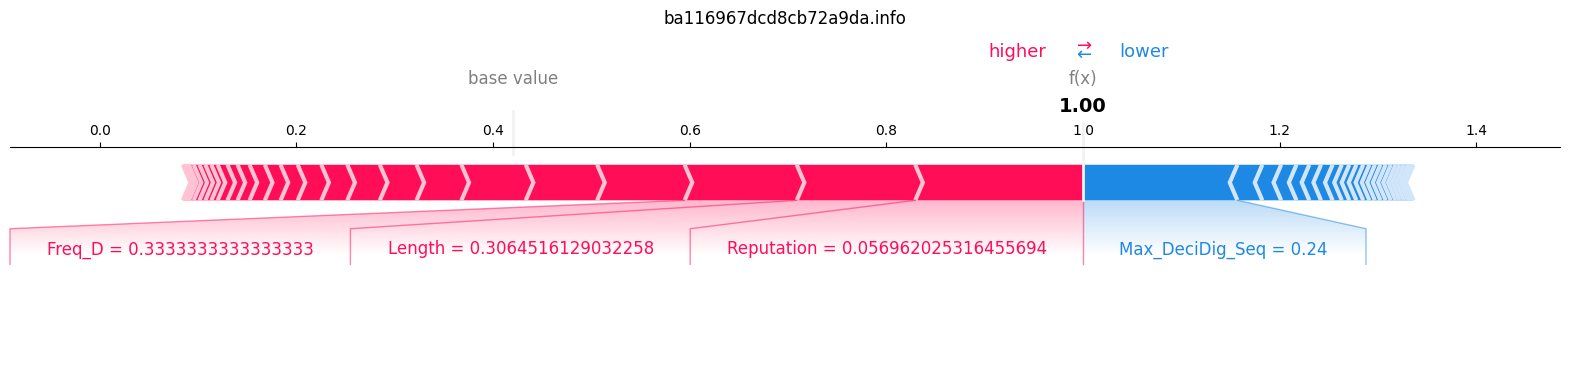 ba116967dcd8cb72a9da.info
higher → ← lower
base value f(x)
1.00
0.0 0.2 0.4 0.6 0.8 1.0 1.2 1.4
Freq_D = 0.3333333333333333 Length = 0.3064516129032258 Reputation = 0.056962025316455694 Max_DeciDig_Seq = 0.24